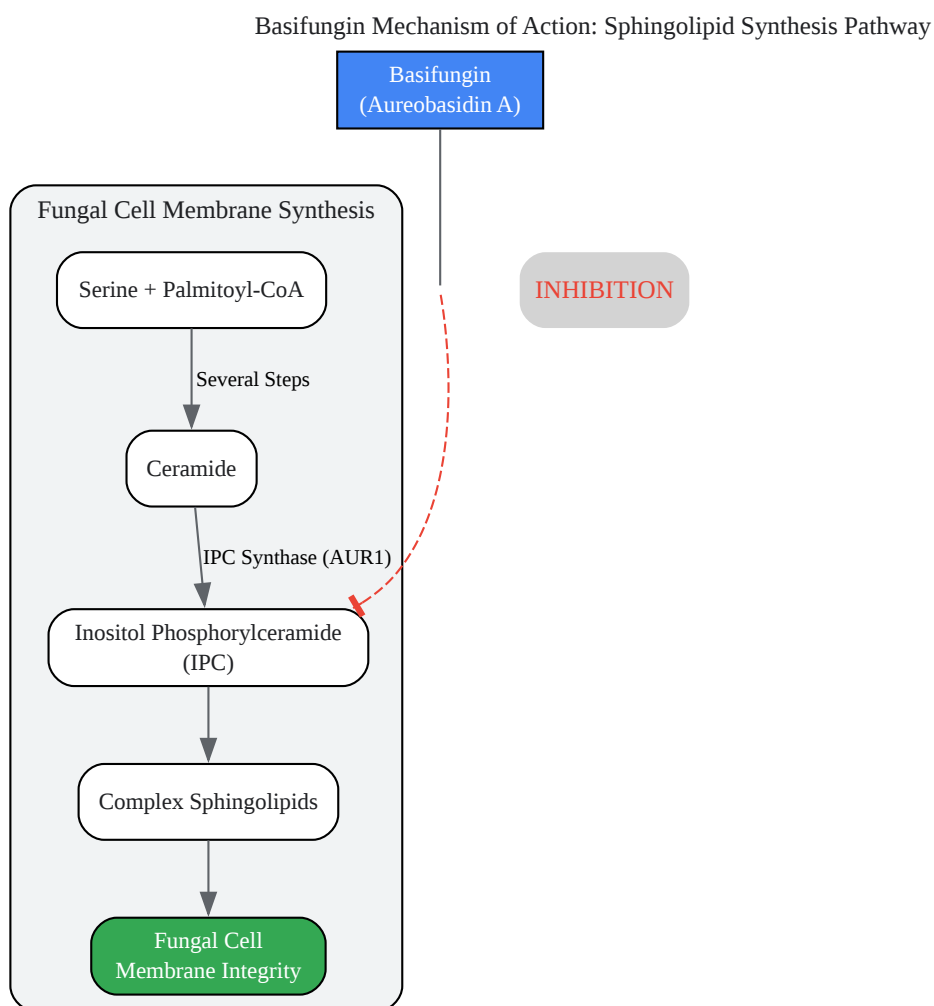 Basifungin Mechanism of Action: Sphingolipid Synthesis Pathway
Basifungin
(Aureobasidin A)
Fungal Cell Membrane Synthesis
Serine + Palmitoyl-CoA
INHIBITION
Several Steps
Ceramide
IPC Synthase (AUR1)
Inositol Phosphorylceramide
(IPC)
Complex Sphingolipids
Fungal Cell
Membrane Integrity